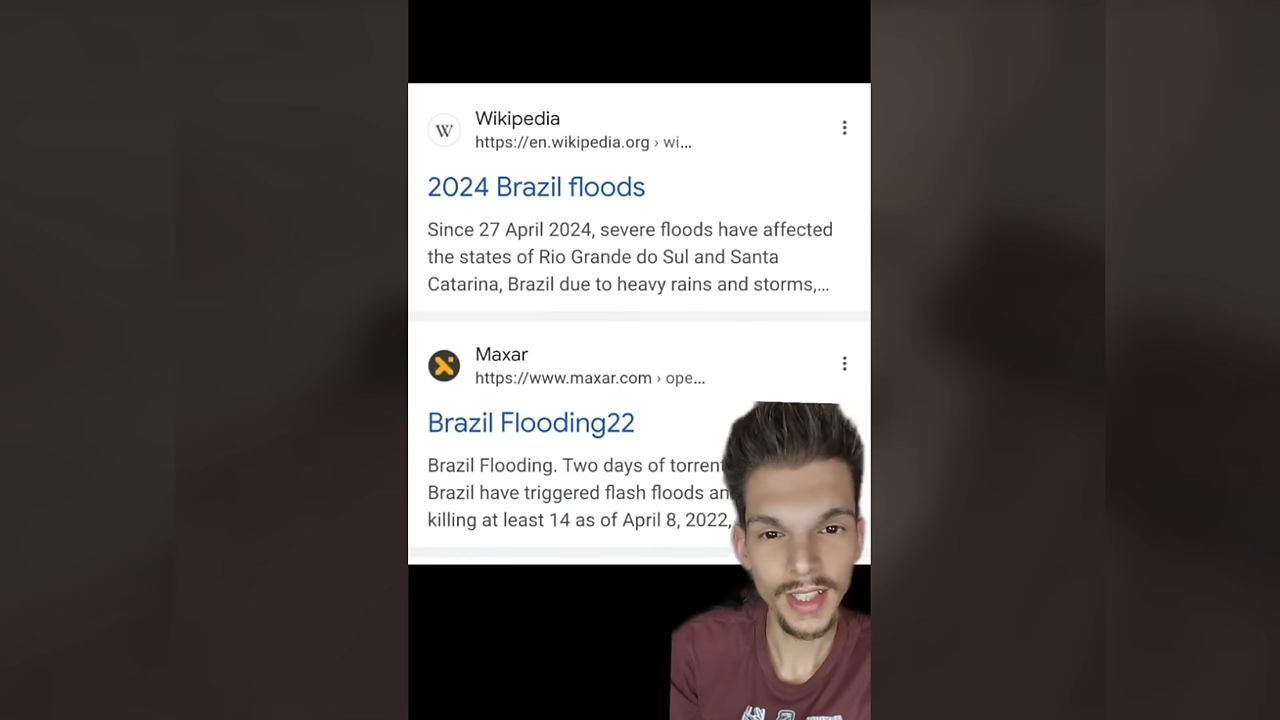 W
Wikipedia
https://en.wikipedia.org › wi...
2024 Brazil floods
Since 27 April 2024, severe floods have affected
the states of Rio Grande do Sul and Santa
Catarina, Brazil due to heavy rains and storms,...
Maxar
https://www.maxar.com › ope...
Brazil Flooding22
Brazil Flooding. Two days of
Brazil have triggered flash floods
killing at least 14 as of April 8, 2022,